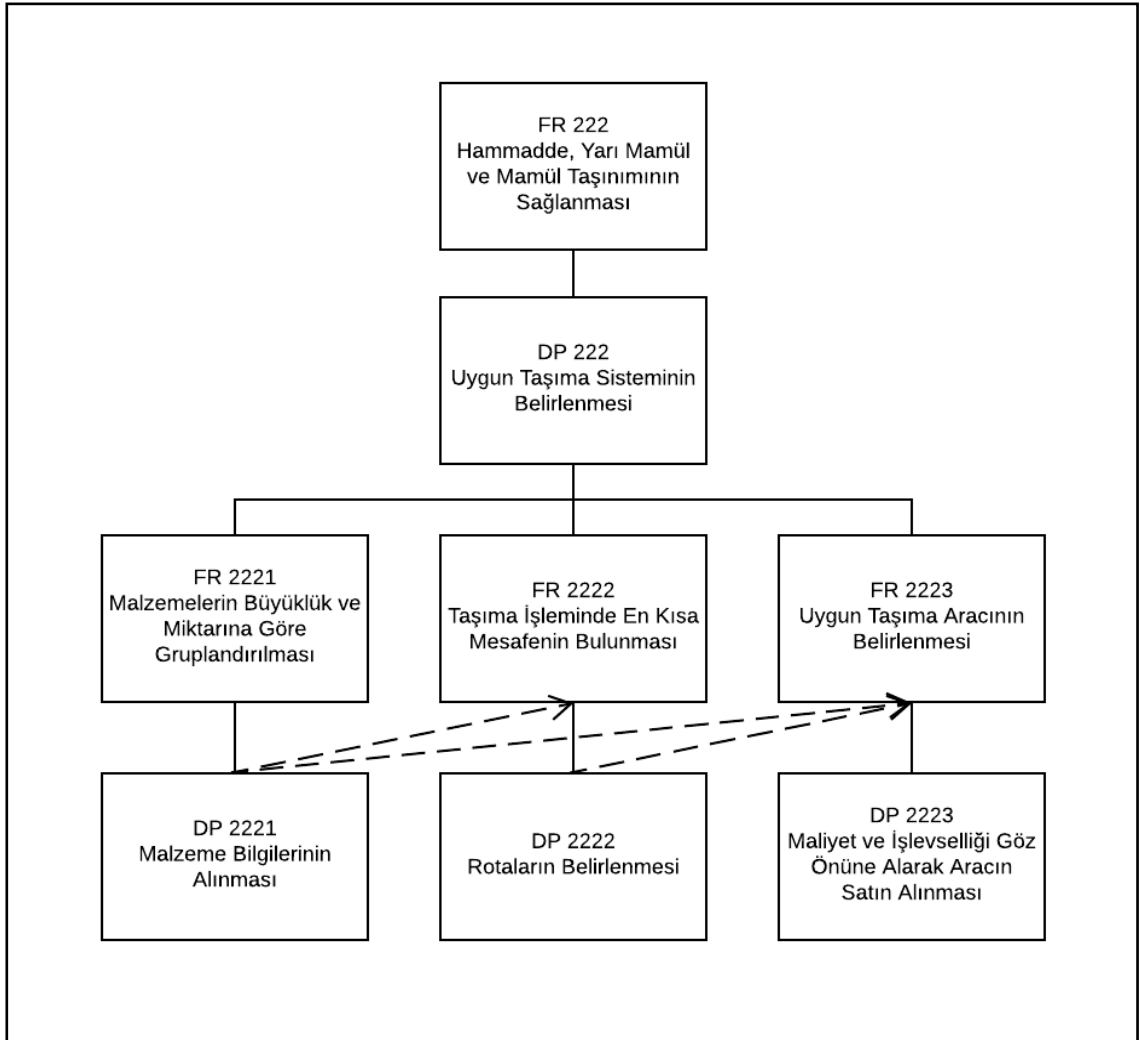 FR 222
Hammadde, Yarı Mamül
ve Mamül Taşınımının
Sağlanması
DP 222
Uygun Taşıma Sisteminin
Belirlenmesi
FR 2221
Malzemelerin Büyüklük ve
Miktarına Göre
Gruplandırılması
FR 2222
Taşıma İşleminde En Kısa
Mesafenin Bulunması
FR 2223
Uygun Taşıma Aracının
Belirlenmesi
DP 2221
Malzeme Bilgilerinin
Alınması
DP 2222
Rotaların Belirlenmesi
DP 2223
Maliyet ve İşlevselliği Göz
Önüne Alarak Aracın
Satın Alınması